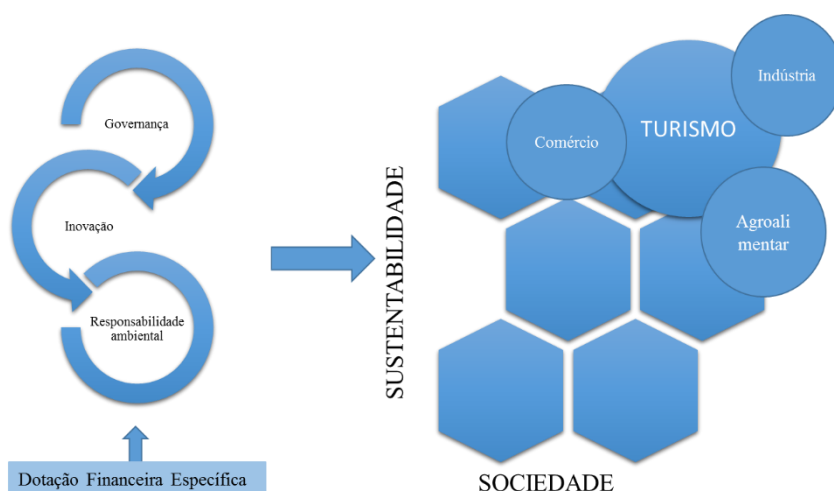 Governança
Inovação
Responsabilidade
ambiental
Dotação Financeira Específica
SUSTENTABILIDADE
Indústria
TURISMO
Comércio
Agroali
mentar
SOCIEDADE